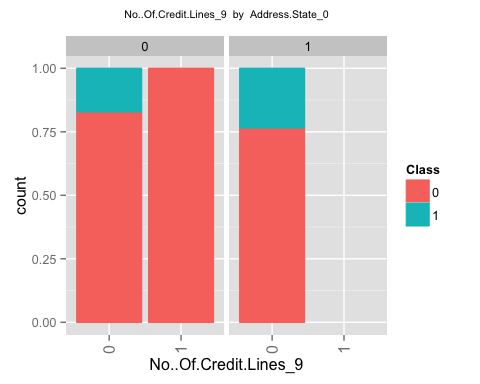 No..Of.Credit.Lines_9 by Address.State_0
0 1
1.00
0.75
0.50
0.25
0.00
count
0 1 0 1
No..Of.Credit.Lines_9
Class
0
1